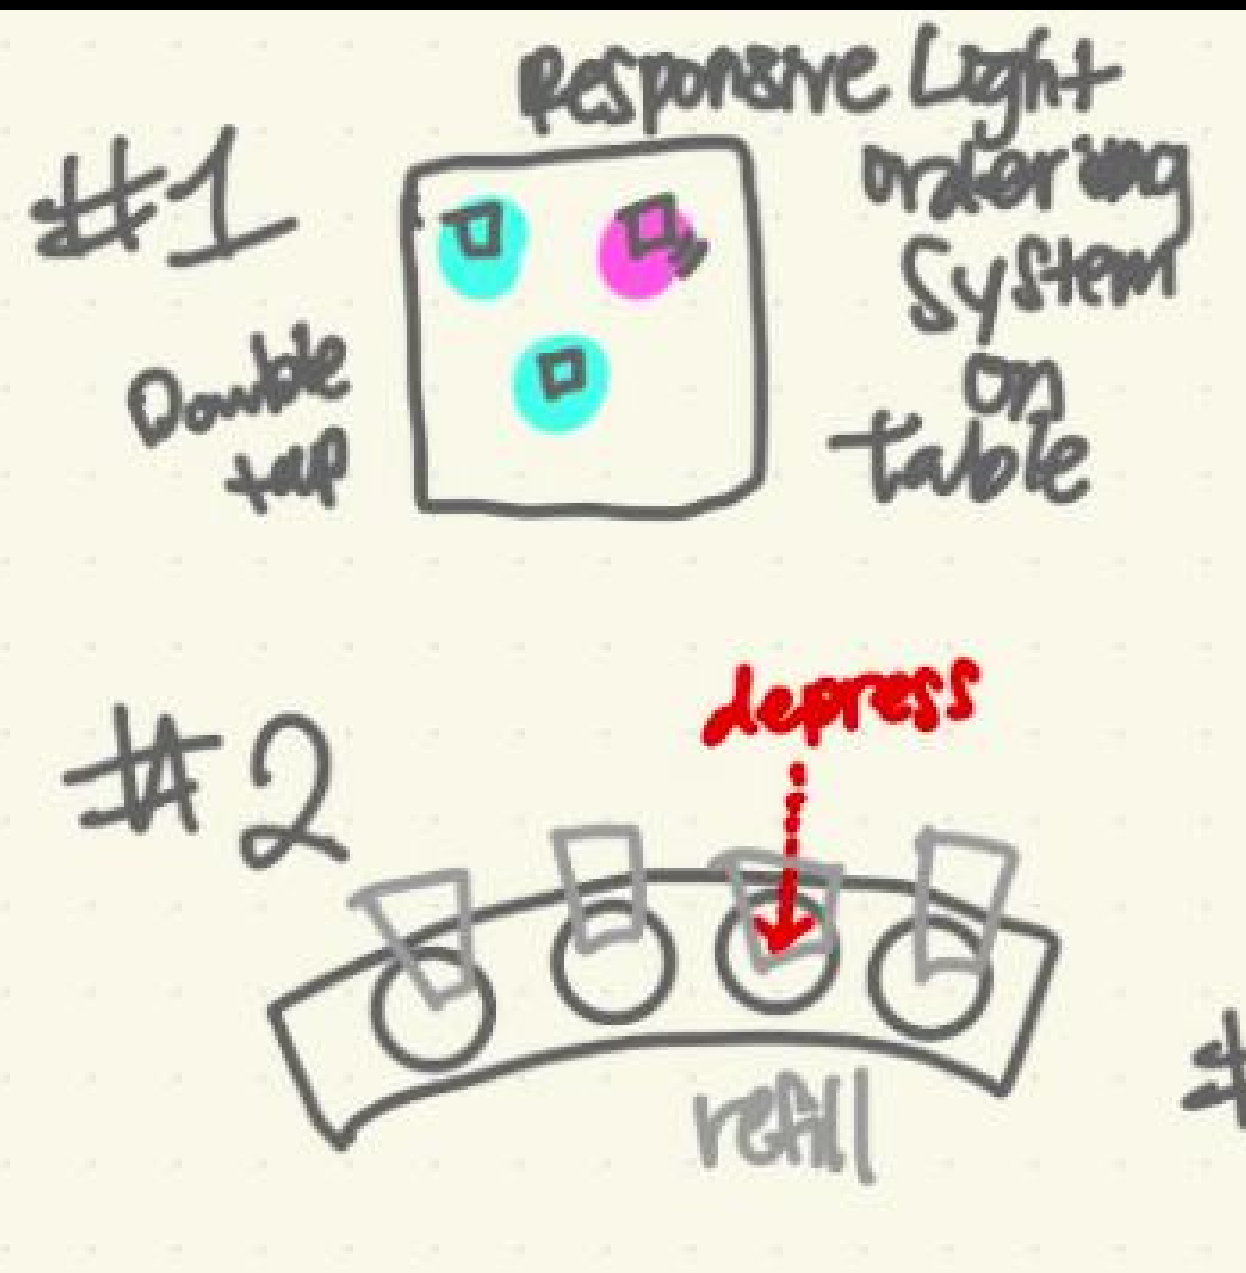 Responsive Light
ordering
System
on
table
#1
Double
tap
#2
depress
refill